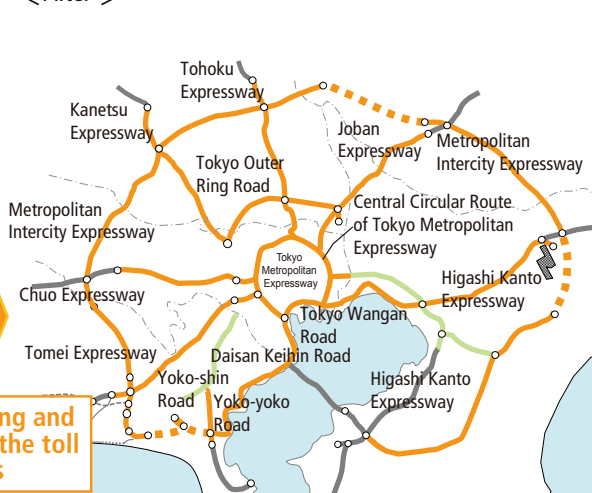 Tohoku
Expressway
Kanetsu
Expressway
Joban
Expressway
Metropolitan
Intercity Expressway
Tokyo Outer
Ring Road
Metropolitan
Intercity Expressway
Central Circular Route
of Tokyo Metropolitan
Expressway
Tokyo
Metropolitan
Expressway
Higashi Kanto
Expressway
Chuo Expressway
Tokyo Wangan
Road
Tomei Expressway
Daisan Keihin Road
Yoko-shin
Road
Yoko-yoko
Road
Higashi Kanto
Expressway
ng and
the toll